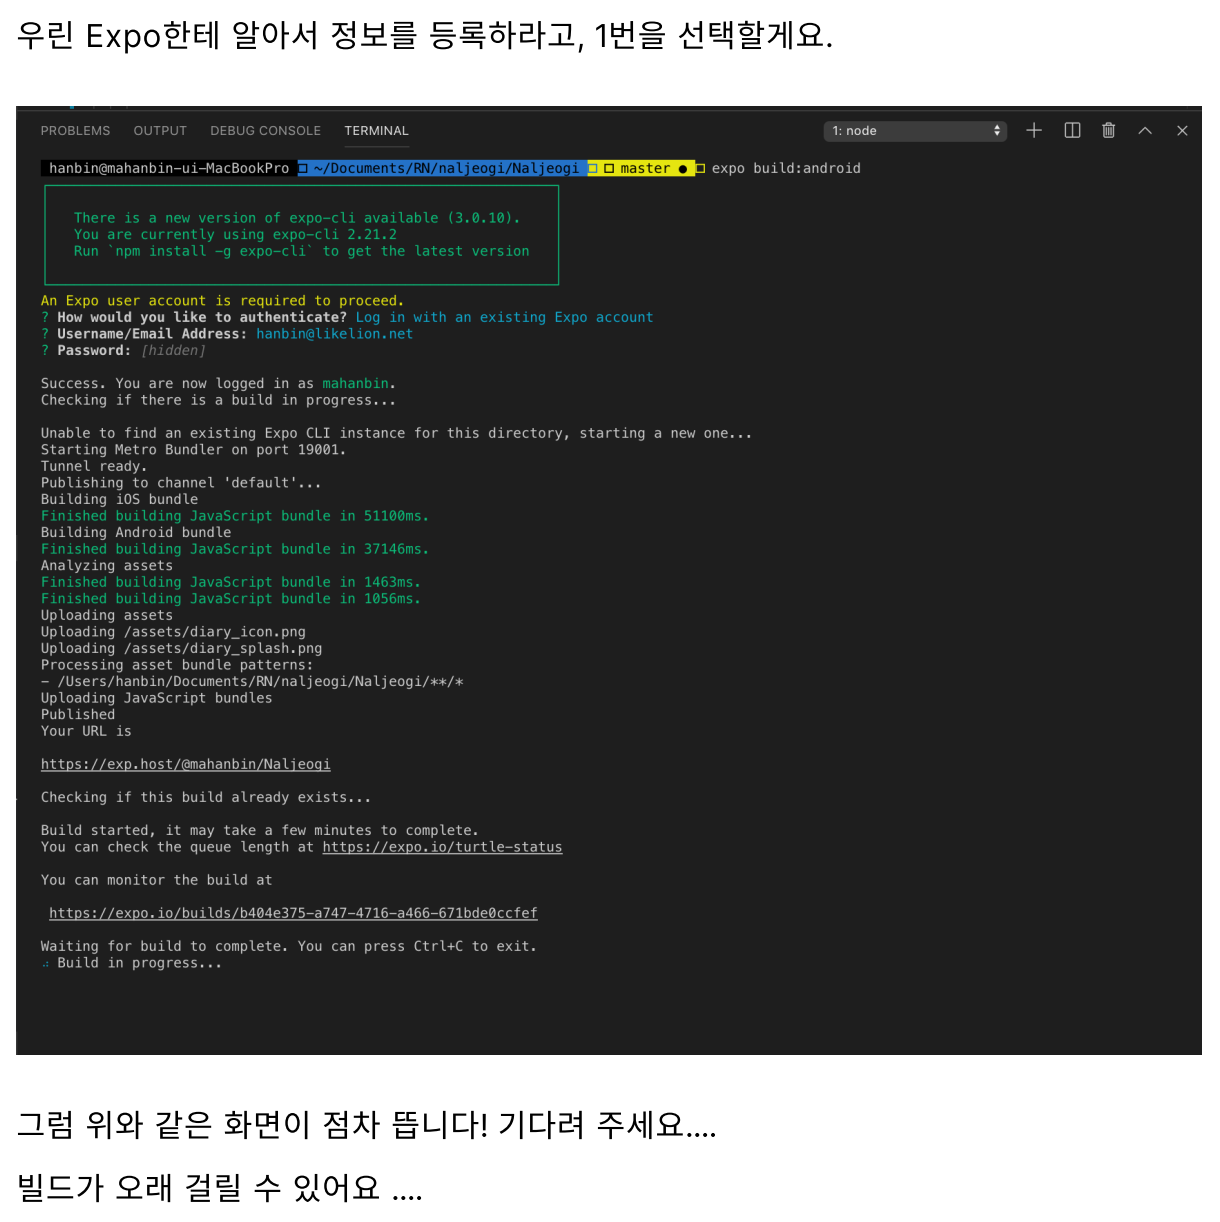 우린 Expo한테 알아서 정보를 등록하라고, 1번을 선택할게요.
PROBLEMS OUTPUT DEBUG CONSOLE TERMINAL 1: node
hanbin@mahanbin-ui-MacBookPro ~/Documents/RN/naljeogi/Naljeogi master ● expo build:android
There is a new version of expo-cli available (3.0.10).
You are currently using expo-cli 2.21.2
Run `npm install -g expo-cli` to get the latest version
An Expo user account is required to proceed.
? How would you like to authenticate? Log in with an existing Expo account
? Username/Email Address: hanbin@likelion.net
? Password: [hidden]
Success. You are now logged in as mahanbin.
Checking if there is a build in progress...
Unable to find an existing Expo CLI instance for this directory, starting a new one...
Starting Metro Bundler on port 19001.
Tunnel ready.
Publishing to channel 'default'...
Building iOS bundle
Finished building JavaScript bundle in 51100ms.
Building Android bundle
Finished building JavaScript bundle in 37146ms.
Analyzing assets
Finished building JavaScript bundle in 1463ms.
Finished building JavaScript bundle in 1056ms.
Uploading assets
Uploading /assets/diary_icon.png
Uploading /assets/diary_splash.png
Processing asset bundle patterns:
- /Users/hanbin/Documents/RN/naljeogi/Naljeogi/**/*
Uploading JavaScript bundles
Published
Your URL is
https://exp.host/@mahanbin/Naljeogi
Checking if this build already exists...
Build started, it may take a few minutes to complete.
You can check the queue length at https://expo.io/turtle-status
You can monitor the build at
https://expo.io/builds/b404e375-a747-4716-a466-671bde0ccfef
Waiting for build to complete. You can press Ctrl+C to exit.
Build in progress...
그럼 위와 같은 화면이 점차 뜹니다! 기다려 주세요....
빌드가 오래 걸릴 수 있어요 ....